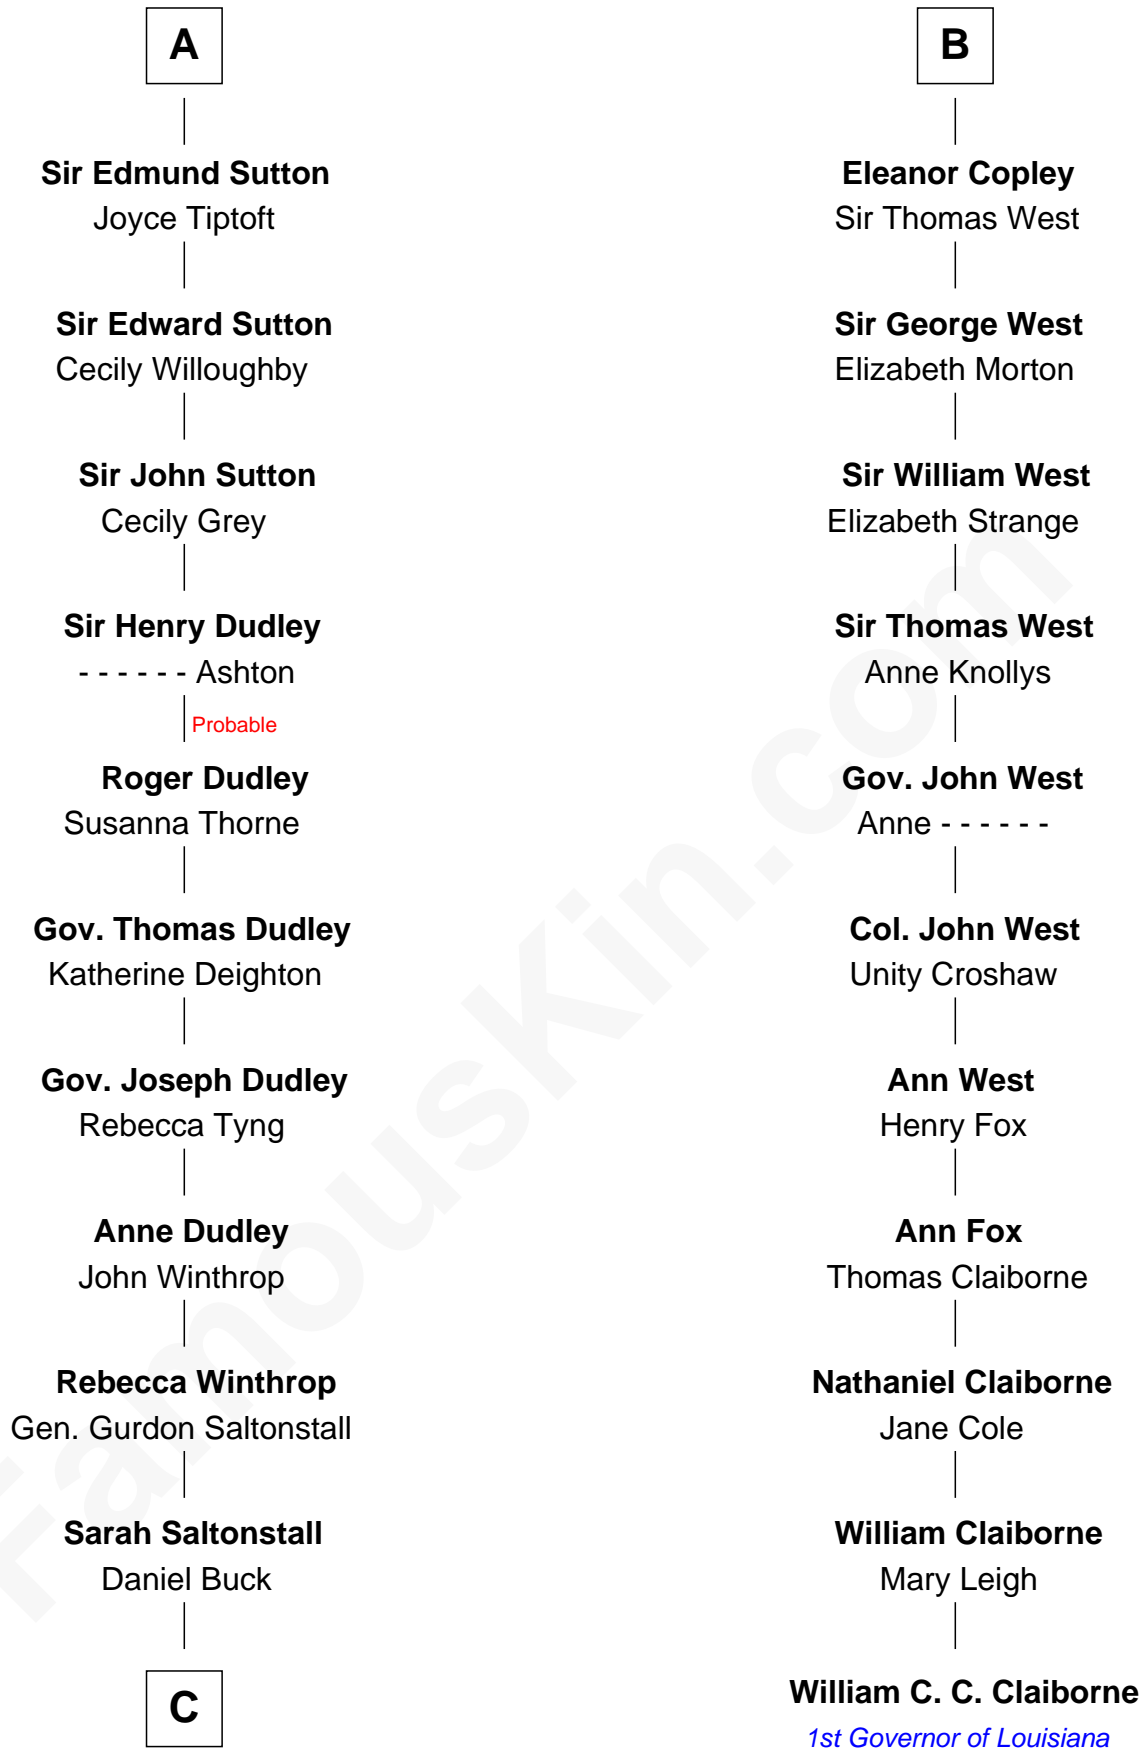 A
Sir Edmund Sutton
Joyce Tiptoft
Sir Edward Sutton
Cecily Willoughby
Sir John Sutton
Cecily Grey
Sir Henry Dudley
- - - - - - Ashton
Probable
Roger Dudley
Susanna Thorne
Gov. Thomas Dudley
Katherine Deighton
Gov. Joseph Dudley
Rebecca Tyng
Anne Dudley
John Winthrop
Rebecca Winthrop
Gen. Gurdon Saltonstall
Sarah Saltonstall
Daniel Buck
C
B
Eleanor Copley
Sir Thomas West
Sir George West
Elizabeth Morton
Sir William West
Elizabeth Strange
Sir Thomas West
Anne Knollys
Gov. John West
Anne - - - - - -
Col. John West
Unity Croshaw
Ann West
Henry Fox
Ann Fox
Thomas Claiborne
Nathaniel Claiborne
Jane Cole
William Claiborne
Mary Leigh
William C. C. Claiborne
1st Governor of Louisiana
FamousKin.com